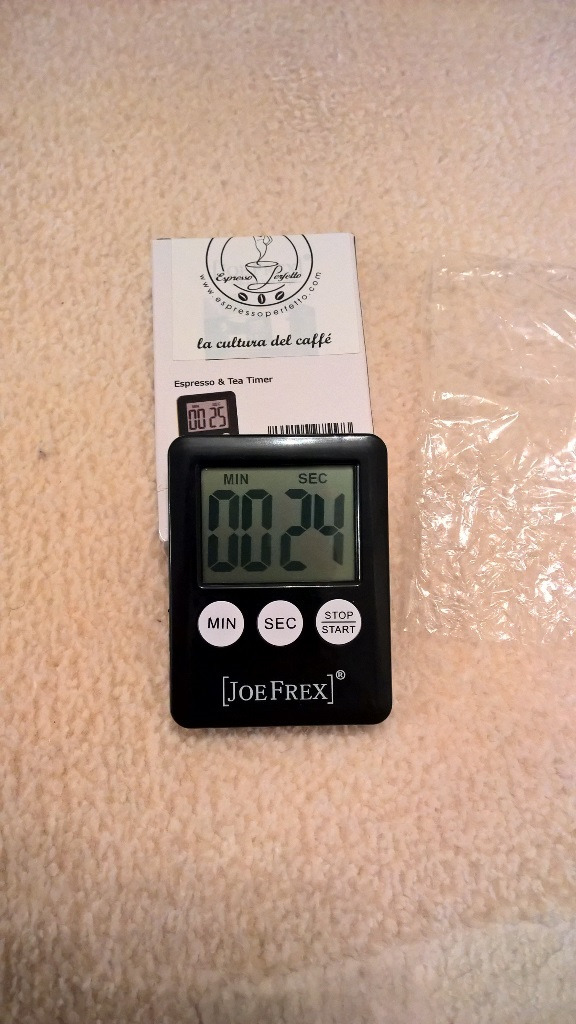 Espresso Perfetto
www.espressoperfetto.com
la cultura del caffé
Espresso & Tea Timer
00 25
MIN SEC
00 24
MIN SEC STOP
START
[JOEFREX]®